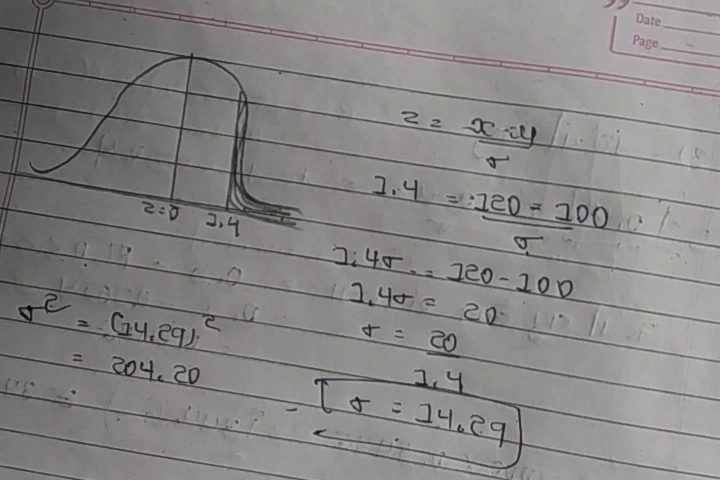 Date
Page
z = x-μ/σ
1.4 = 120-100/σ
z=0 1.4
1.4σ = 120-100
1.4σ = 20
σ = 20/1.4
σ = 14.29
σ² = (14.29)²
= 204.20